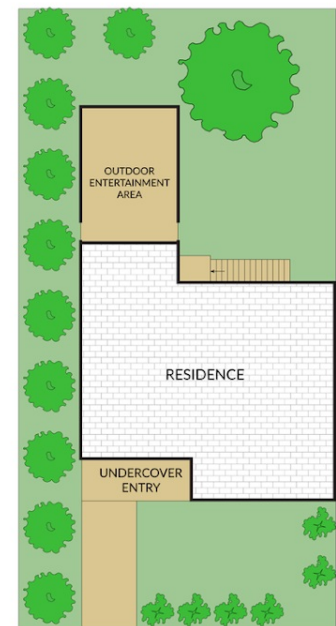 OUTDOOR
ENTERTAINMENT
AREA
RESIDENCE
UNDERCOVER
ENTRY